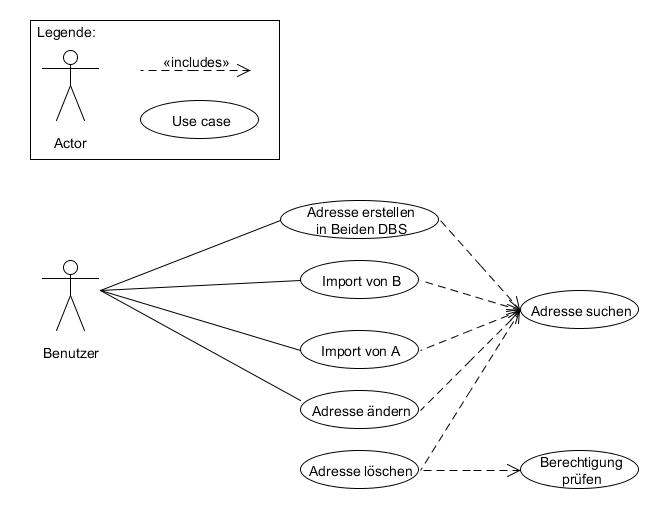 Legende:
«includes»
Use case
Actor
Adresse erstellen
in Beiden DBS
Import von B
Adresse suchen
Benutzer
Import von A
Adresse ändern
Adresse löschen
Berechtigung
prüfen